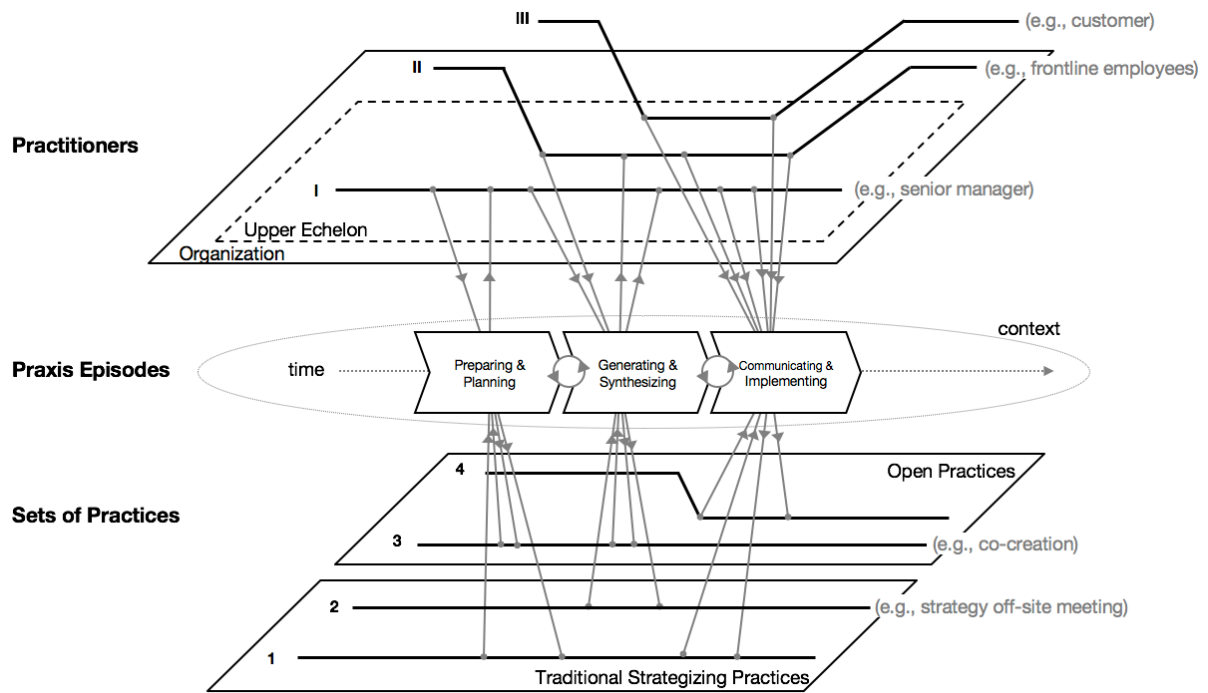 III
(e.g., customer)
II
(e.g., frontline employees)
Practitioners
I
(e.g., senior manager)
Upper Echelon
Organization
context
Praxis Episodes
time
Preparing &
Planning
Generating &
Synthesizing
Communicating &
Implementing
4
Open Practices
Sets of Practices
3
(e.g., co-creation)
2
(e.g., strategy off-site meeting)
1
Traditional Strategizing Practices